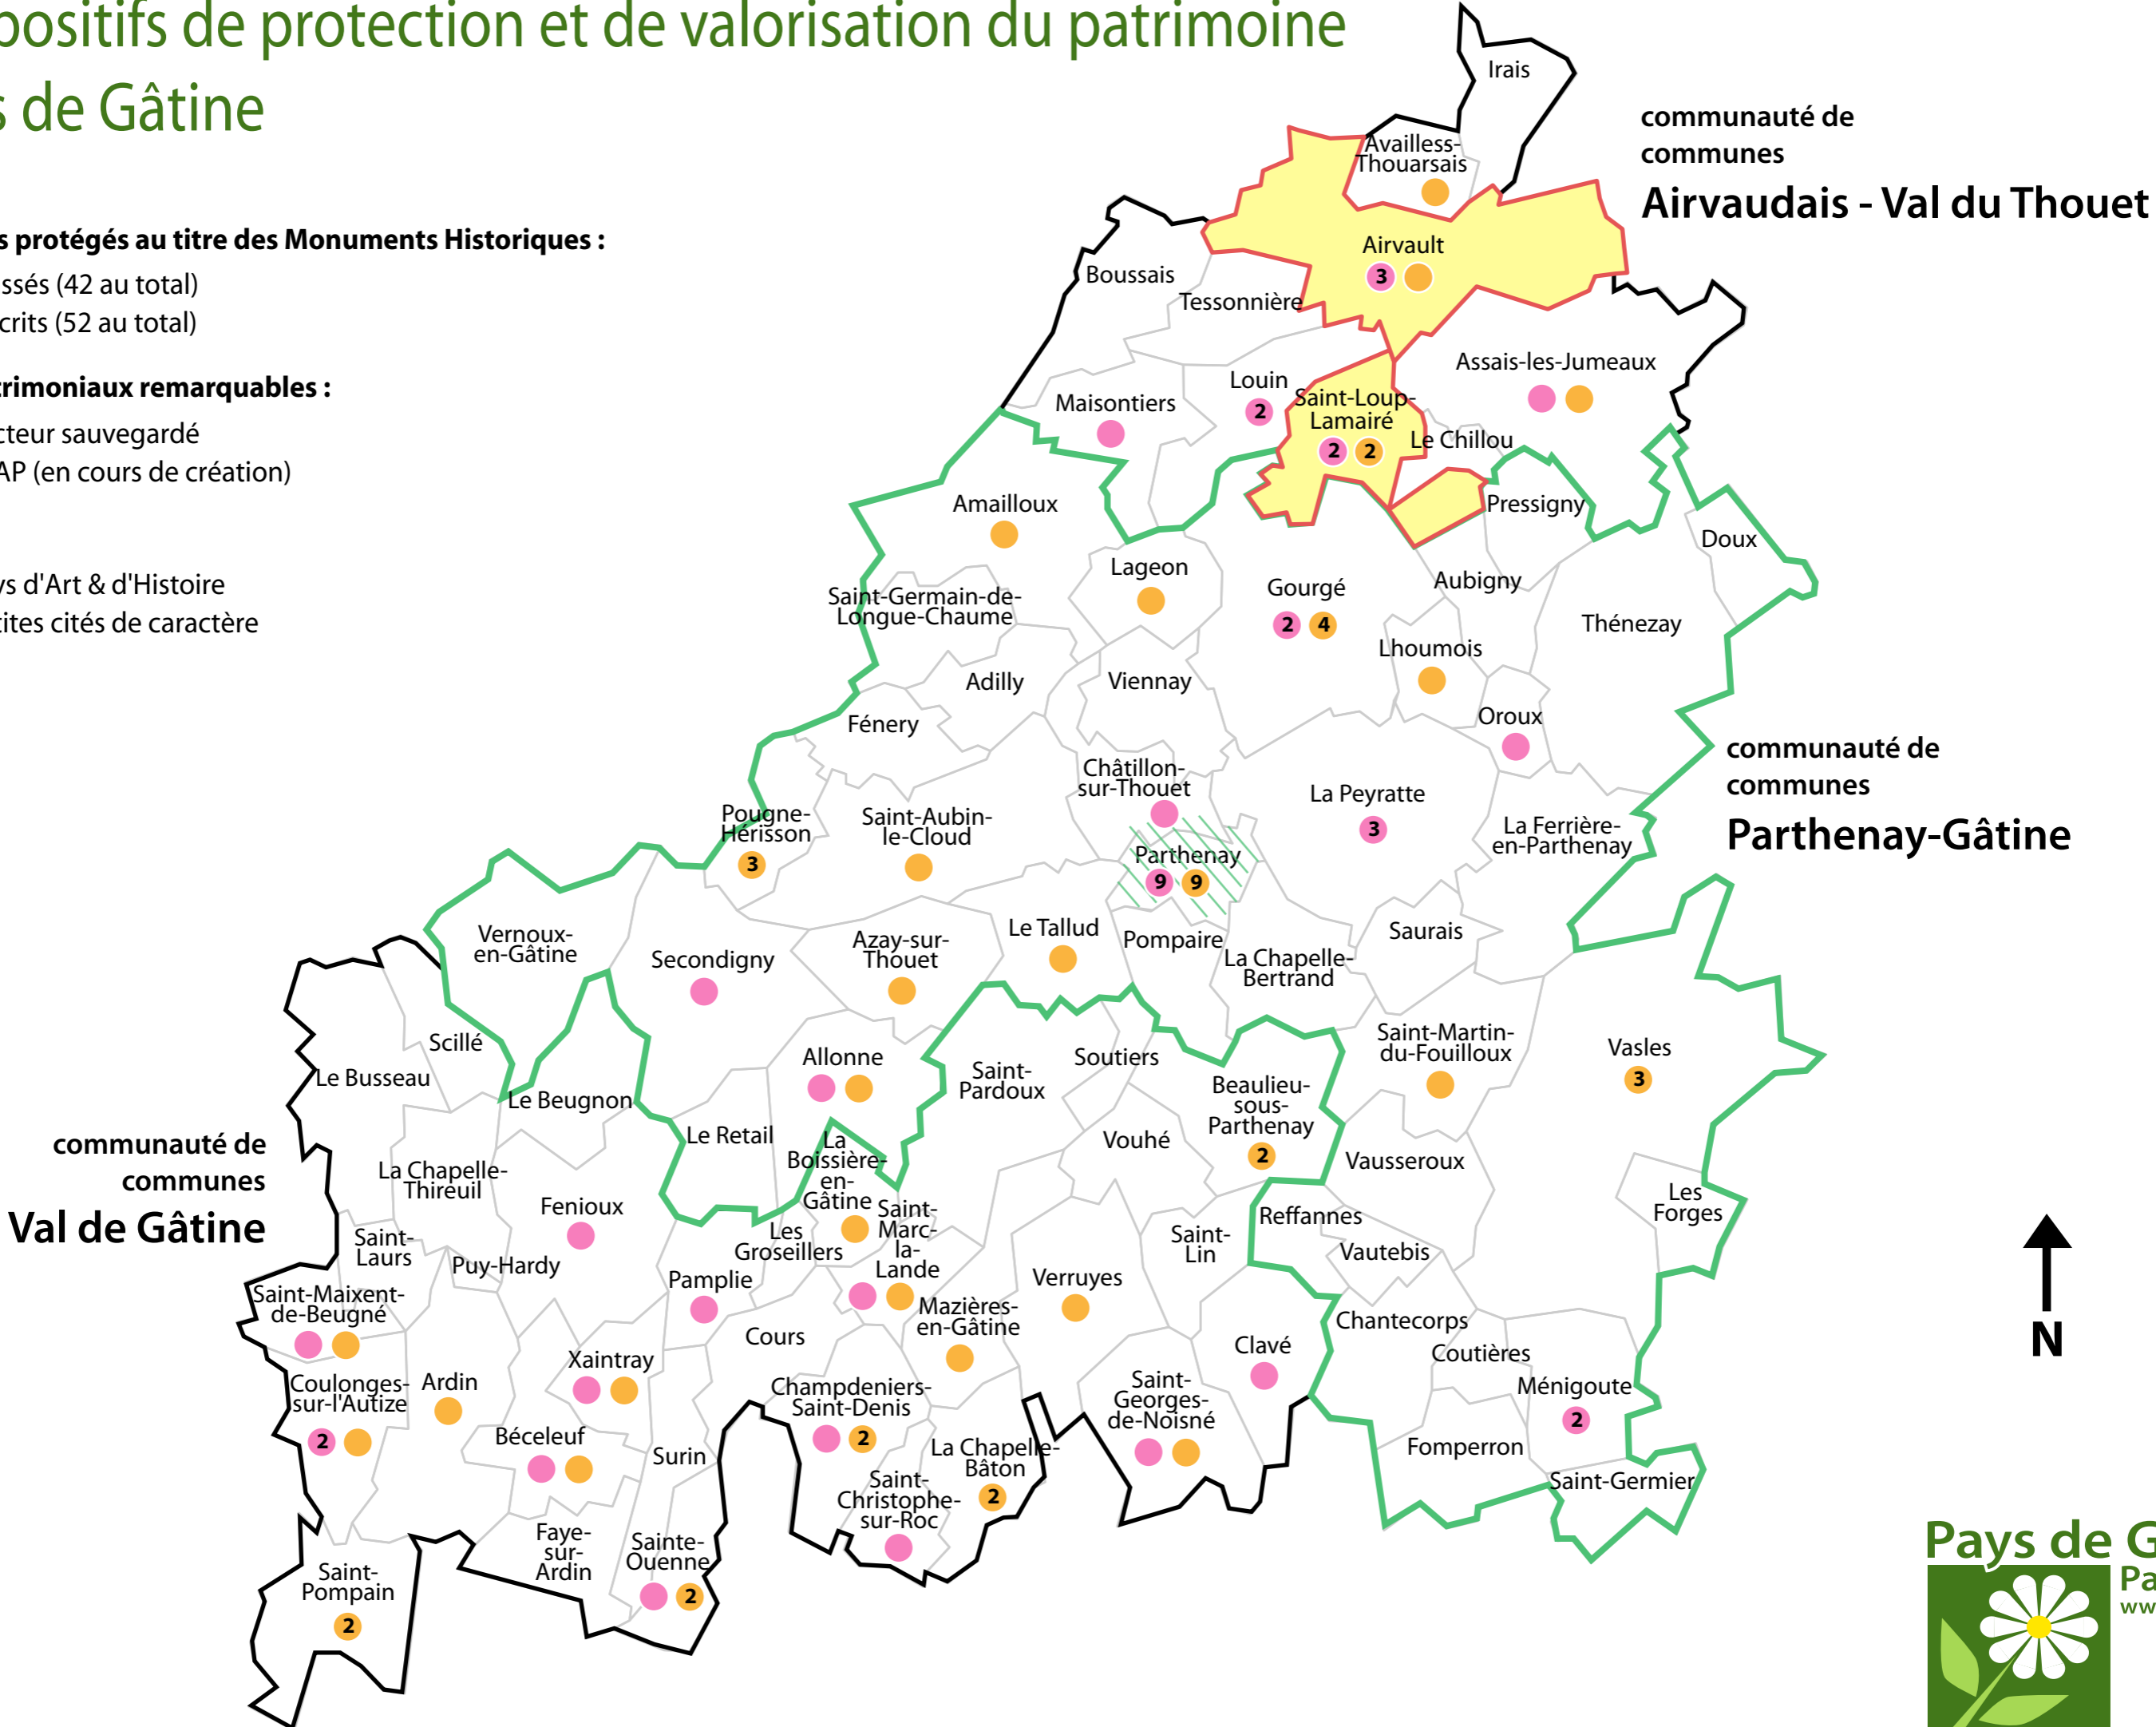 positifs de protection et de valorisation du patrimoine
s de Gâtine
s protégés au titre des Monuments Historiques :
ssés (42 au total)
crits (52 au total)
trimoniaux remarquables :
cteur sauvegardé
AP (en cours de création)
ys d'Art & d'Histoire
tites cités de caractère
communauté de
communes
Airvaudais - Val du Thouet
Irais
Availess-
Thouarsais
Airvault
3
Boussais
Tessonnière
Assais-les-Jumeaux
Louin
2
Maisontiers
Saint-Loup-
Lamairé
2 2
Le Chillou
Pressigny
Amailloux
Doux
Lageon
Aubigny
Gourgé
2 4
Saint-Germain-de-
Longue-Chaume
Thénezay
Lhoumois
Adilly
Viennay
Fénery
Oroux
communauté de
communes
Parthenay-Gâtine
Châtillon-
sur-Thouet
La Peyratte
3
Pougne-
Hérisson
3
Saint-Aubin-
le-Cloud
La Ferrière-
en-Parthenay
Parthenay
9 9
Le Tallud
Pompaire
Saurais
Vernoux-
en-Gâtine
Secondigny
Azay-sur-
Thouet
La Chapelle-
Bertrand
Scillé
Le Busseau
Allonne
Soutiers
Saint-
Pardoux
Saint-Martin-
du-Fouilloux
Vasles
3
Le Beugnon
Beaulieu-
sous-
Parthenay
2
Le Retail
La
Boissière-
en-
Gâtine
Vouhé
Vausseroux
communauté de
communes
Val de Gâtine
La Chapelle-
Thireuil
Fenioux
Les
Forges
Saint-
Marc-
la-
Lande
Reffannes
Les
Groseillers
Saint-
Lin
Vautebis
Saint-
Laurs
Puy-Hardy
Pamplie
Verruyes
Saint-Maixent-
de-Beugné
Mazières-
en-Gâtine
Chantecorps
Cours
Clavé
Coutières
Xaintray
Coulonges-
sur-l'Autize
2
Ardin
Champdeniers-
Saint-Denis
2
Saint-
Georges-
de-Noisné
Ménigoute
2
Béceleuf
Surin
La Chapelle-
Bâton
2
Fomperron
Saint-
Christophe-
sur-Roc
Saint-Germier
Faye-
sur-
Ardin
Sainte-
Ouenne
2
Saint-
Pompain
2
N
Pays de G
Pa
ww